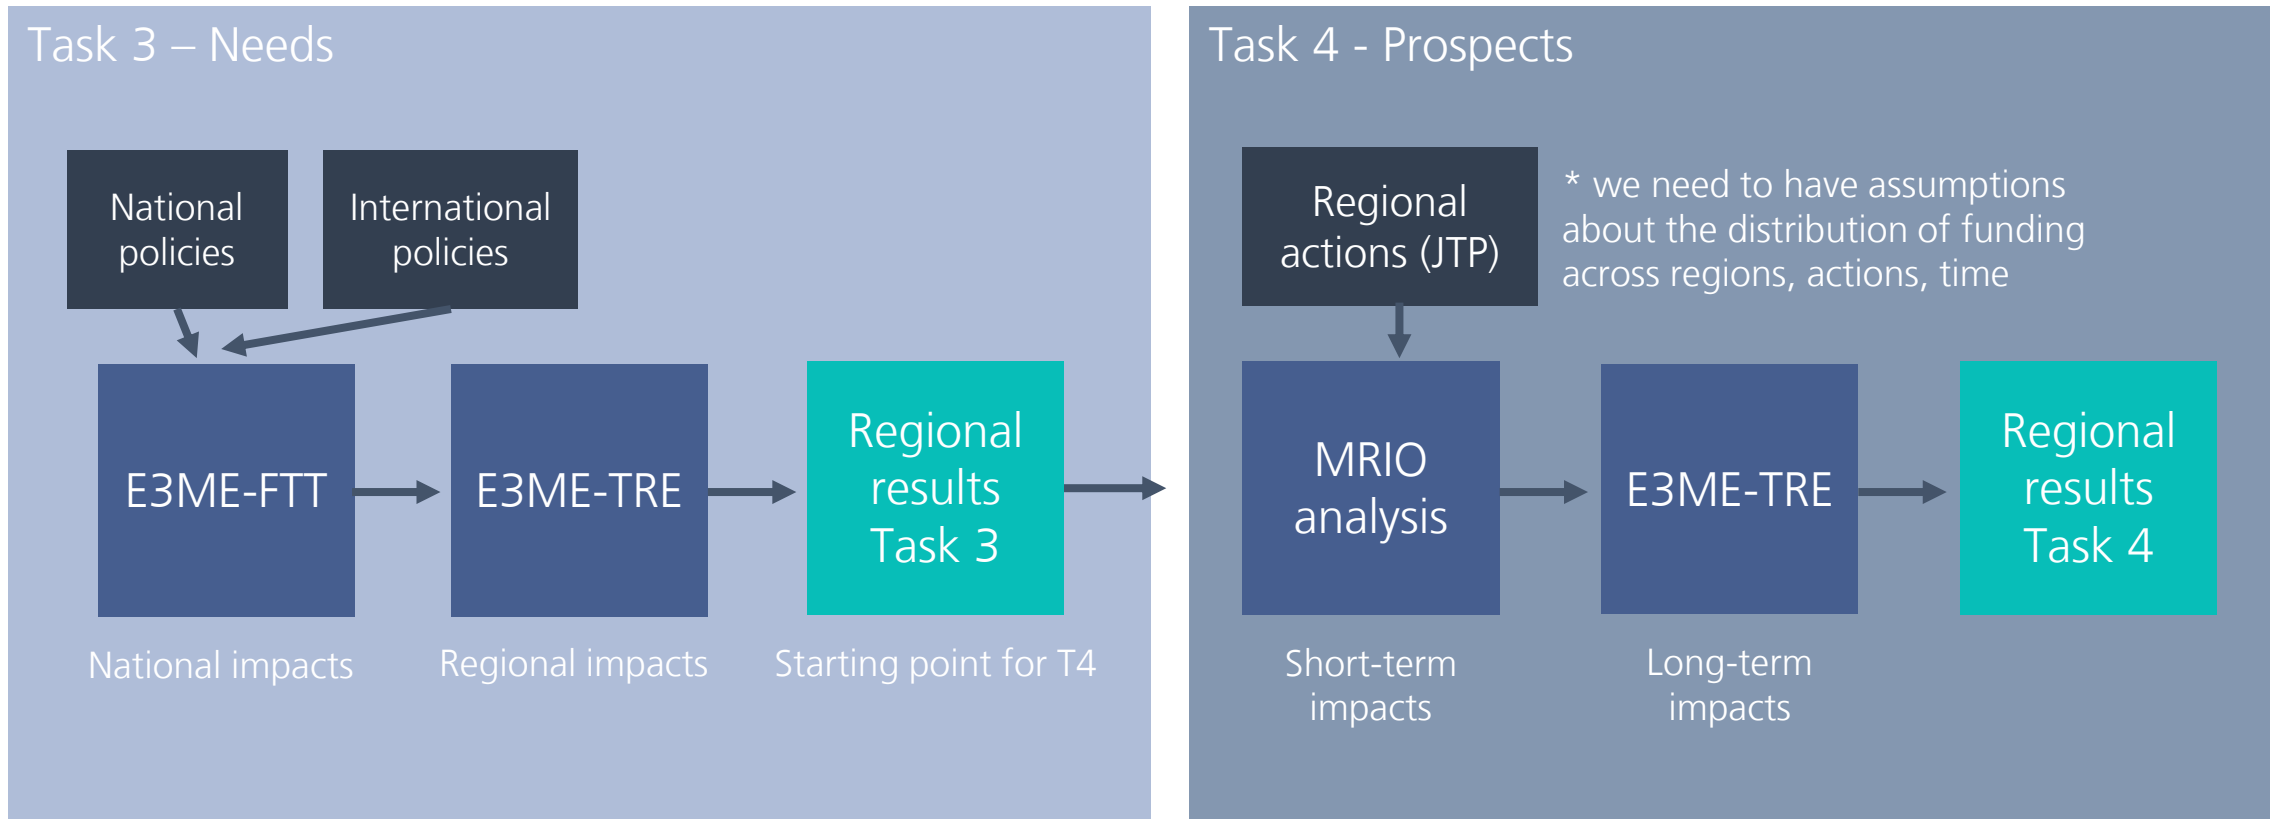 Task 3 – Needs
National
policies
International
policies
E3ME-FTT
E3ME-TRE
Regional
results
Task 3
National impacts
Regional impacts
Starting point for T4
Task 4 - Prospects
Regional
actions (JTP)
* we need to have assumptions
about the distribution of funding
across regions, actions, time
MRIO
analysis
E3ME-TRE
Regional
results
Task 4
Short-term
impacts
Long-term
impacts